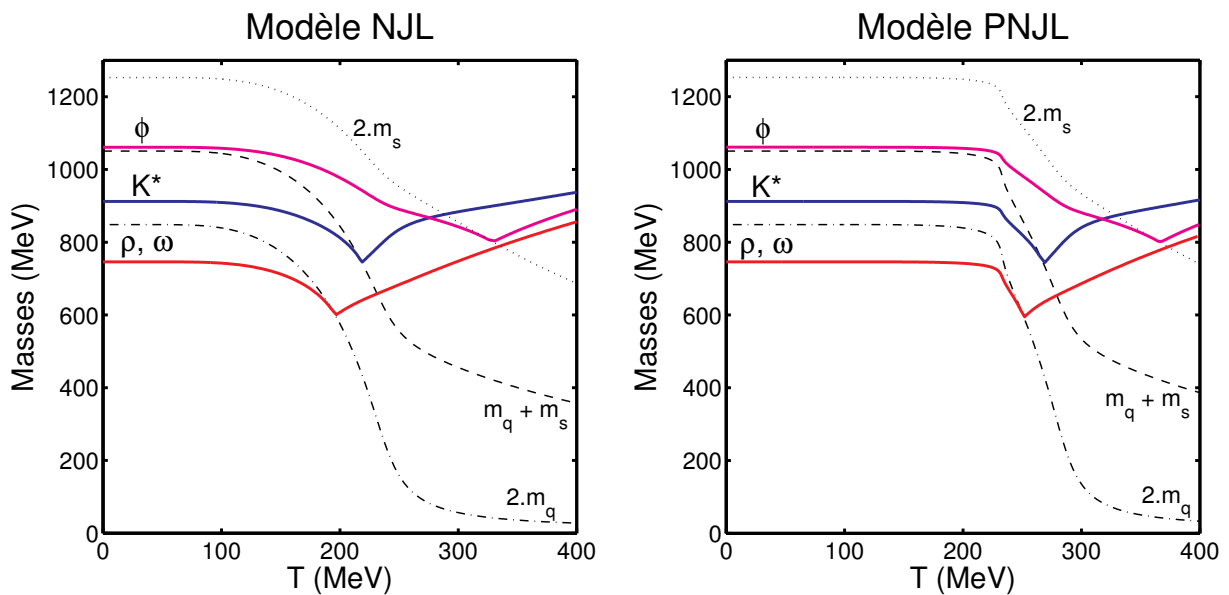 Modèle NJL
Masses (MeV)
1200
1000
800
600
400
200
0
ϕ
K*
ρ, ω
2.m_s
m_q + m_s
2.m_q
0
100
200
300
400
T (MeV)
Modèle PNJL
Masses (MeV)
1200
1000
800
600
400
200
0
ϕ
K*
ρ, ω
2.m_s
m_q + m_s
2.m_q
0
100
200
300
400
T (MeV)